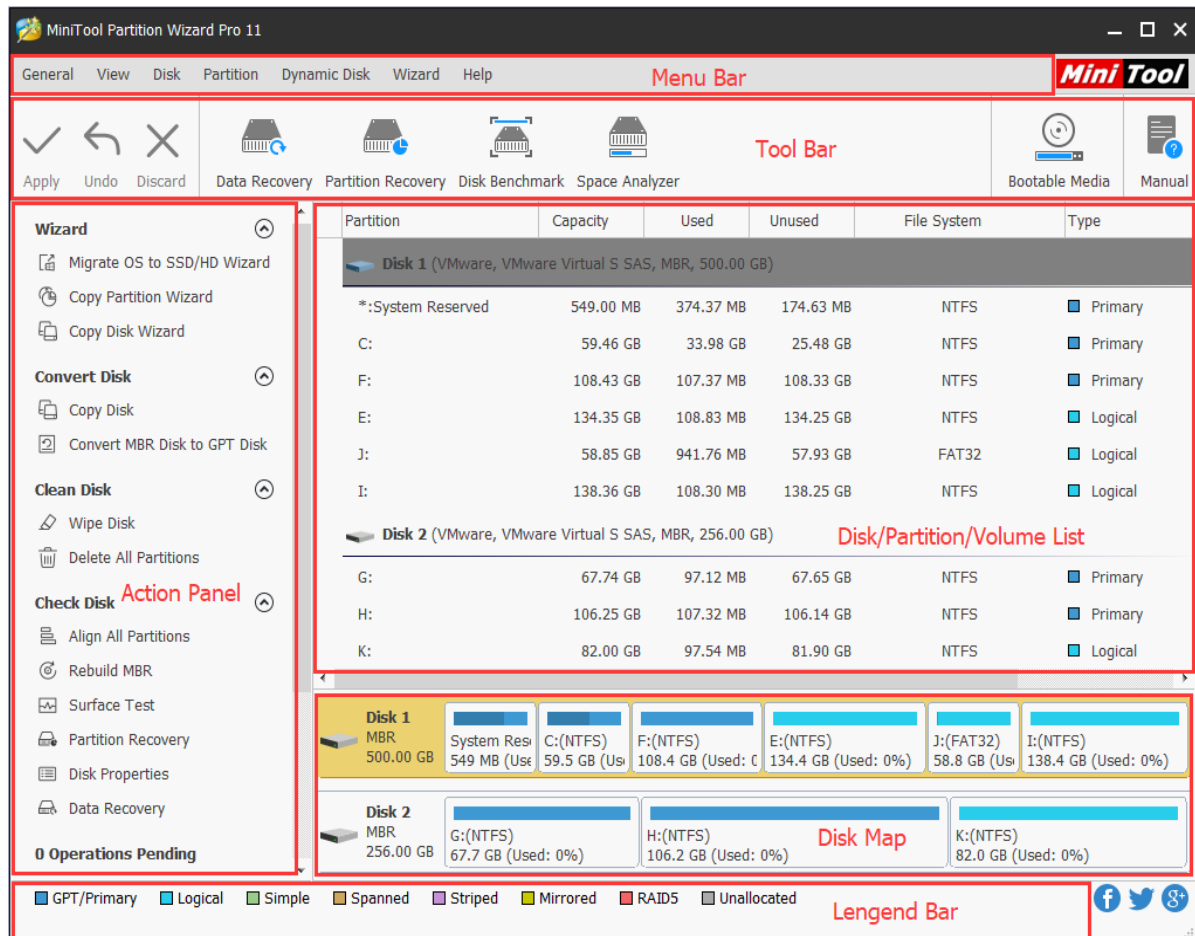 MiniTool Partition Wizard Pro 11
General View Disk Partition Dynamic Disk Wizard Help
Menu Bar
Mini Tool
Apply Undo Discard Data Recovery Partition Recovery Disk Benchmark Space Analyzer
Tool Bar
Bootable Media Manual
Wizard
Migrate OS to SSD/HD Wizard
Copy Partition Wizard
Copy Disk Wizard
Convert Disk
Copy Disk
Convert MBR Disk to GPT Disk
Clean Disk
Wipe Disk
Delete All Partitions
Check Disk
Action Panel
Align All Partitions
Rebuild MBR
Surface Test
Partition Recovery
Disk Properties
Data Recovery
0 Operations Pending
Partition Capacity Used Unused File System Type
Disk 1 (VMware, VMware Virtual S SAS, MBR, 500.00 GB)
*:System Reserved 549.00 MB 374.37 MB 174.63 MB NTFS Primary
C: 59.46 GB 33.98 GB 25.48 GB NTFS Primary
F: 108.43 GB 107.37 MB 108.33 GB NTFS Primary
E: 134.35 GB 108.83 MB 134.25 GB NTFS Logical
J: 58.85 GB 941.76 MB 57.93 GB FAT32 Logical
I: 138.36 GB 108.30 MB 138.25 GB NTFS Logical
Disk 2 (VMware, VMware Virtual S SAS, MBR, 256.00 GB)
Disk/Partition/Volume List
G: 67.74 GB 97.12 MB 67.65 GB NTFS Primary
H: 106.25 GB 107.32 MB 106.14 GB NTFS Primary
K: 82.00 GB 97.54 MB 81.90 GB NTFS Logical
Disk 1
MBR
500.00 GB
System Res
549 MB (Use
C:(NTFS)
59.5 GB (Us
F:(NTFS)
108.4 GB (Used: 0
E:(NTFS)
134.4 GB (Used: 0%)
J:(FAT32)
58.8 GB (Us
I:(NTFS)
138.4 GB (Used: 0%)
Disk 2
MBR
256.00 GB
G:(NTFS)
67.7 GB (Used: 0%)
H:(NTFS)
106.2 GB (Used: 0%)
Disk Map
K:(NTFS)
82.0 GB (Used: 0%)
GPT/Primary Logical Simple Spanned Striped Mirrored RAID5 Unallocated
Lengend Bar